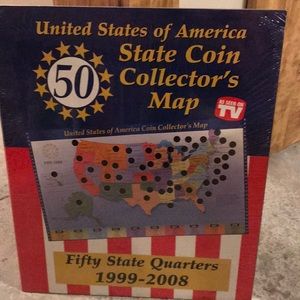 United States of America
50
State Coin
Collector's
Map
AS SEEN ON
TV
United States of America Coin Collector's Map
Fifty State Quarters
1999-2008